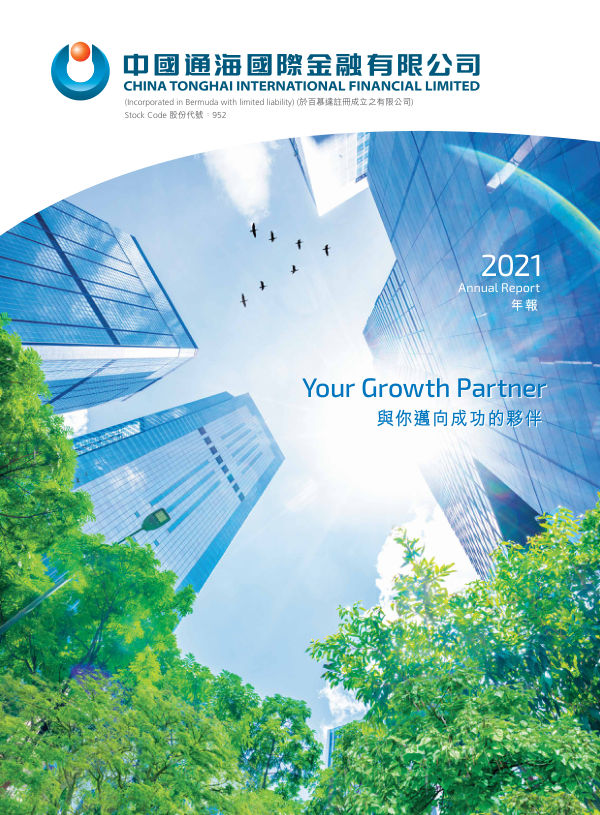 中國通海國際金融有限公司
CHINA TONGHAI INTERNATIONAL FINANCIAL LIMITED
(Incorporated in Bermuda with limited liability) (於百慕達註冊成立之有限公司)
Stock Code 股份代號：952
2021
Annual Report
年報
Your Growth Partner
與你邁向成功的夥伴